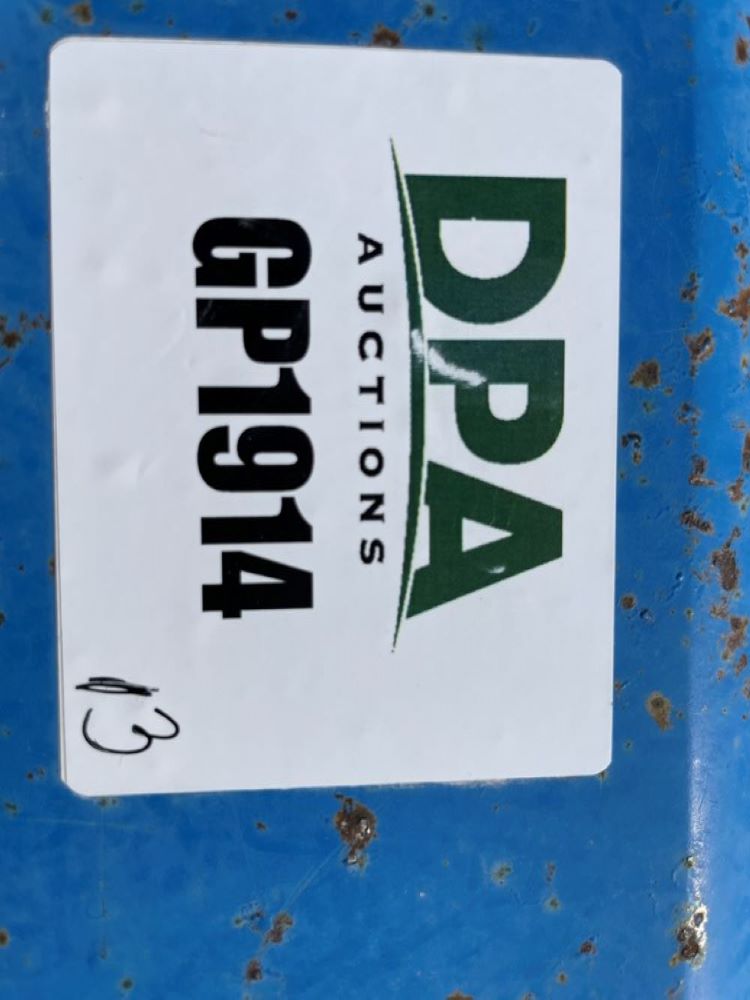 DPA
AUCTIONS
GP1914
3